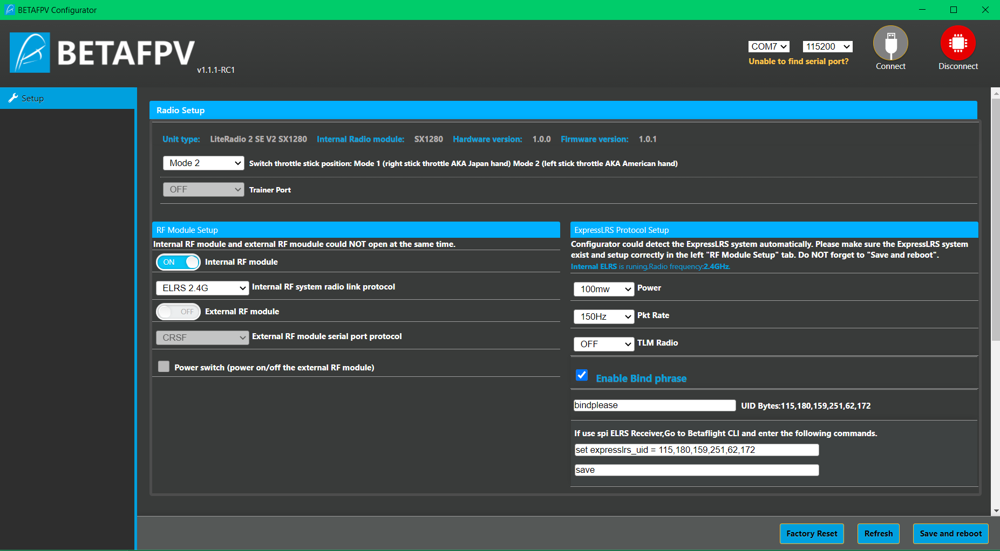 BETAFPV Configurator
BETAFPV
v1.1.1-RC1
COM7
115200
Unable to find serial port?
Connect
Disconnect
Setup
Radio Setup
Unit type: LiteRadio 2 SE V2 SX1280 Internal Radio module: SX1280 Hardware version: 1.0.0 Firmware version: 1.0.1
Mode 2 Switch throttle stick position: Mode 1 (right stick throttle AKA Japan hand) Mode 2 (left stick throttle AKA American hand)
OFF Trainer Port
RF Module Setup
Internal RF module and external RF moudule could NOT open at the same time.
ON Internal RF module
ELRS 2.4G Internal RF system radio link protocol
OFF External RF module
CRSF External RF module serial port protocol
Power switch (power on/off the external RF module)
ExpressLRS Protocol Setup
Configurator could detect the ExpressLRS system automatically. Please make sure the ExpressLRS system
exist and setup correctly in the left "RF Module Setup" tab. Do NOT forget to "Save and reboot".
Internal ELRS is runing,Radio frequency:2.4GHz.
100mw Power
150Hz Pkt Rate
OFF TLM Radio
Enable Bind phrase
bindplease UID Bytes:115,180,159,251,62,172
If use spi ELRS Receiver,Go to Betaflight CLI and enter the following commands.
set expresslrs_uid = 115,180,159,251,62,172
save
Factory Reset
Refresh
Save and reboot